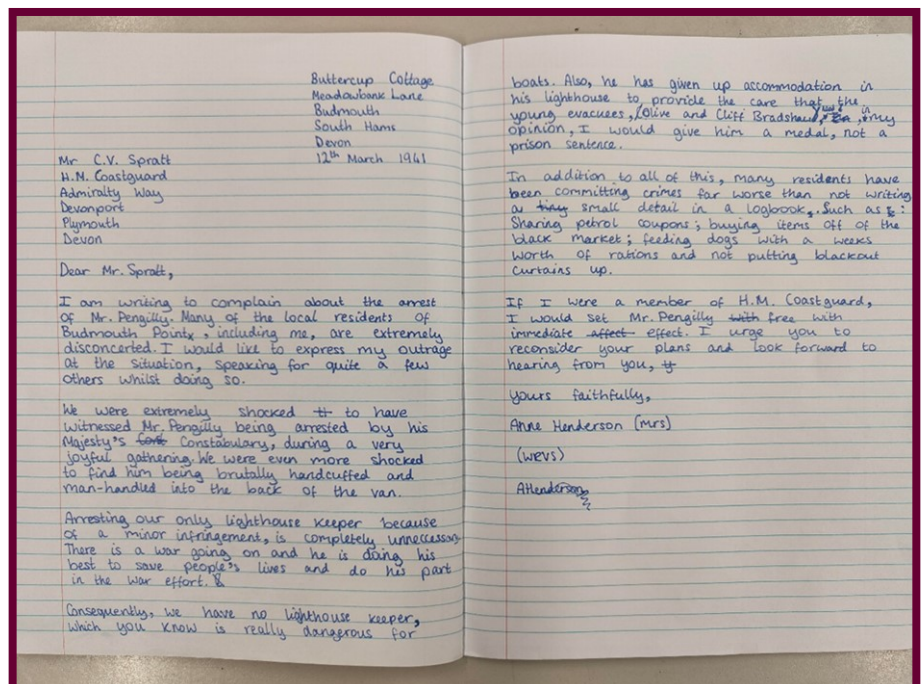 Buttercup Cottage
Meadowbank Lane
Budmouth
South Hams
Devon
12th March 1941
Mr C.V. Spratt
H.M. Coastguard
Admiralty Way
Devonport
Plymouth
Devon
Dear Mr. Spratt,
I am writing to complain about the arrest
of Mr. Pengilly. Many of the local residents of
Budmouth Point, including me, are extremely
disconcerted. I would like to express my outrage
at the situation, speaking for quite a few
others whilst doing so.
We were extremely shocked to have
witnessed Mr. Pengilly being arrested by his
Majesty's Constabulary, during a very
joyful gathering. We were even more shocked
to find him being brutally handcuffed and
man-handled into the back of the van.
Arresting our only lighthouse keeper because
of a minor infringement, is completely unneccessary.
There is a war going on and he is doing his
best to save people's lives and do his part
in the war effort.
Consequently, we have no lighthouse keeper,
which you know is really dangerous for
boats. Also, he has given up accommodation in
his lighthouse to provide the care that the
young evacuees, (Olive and Cliff Bradshaw) in my
opinion, I would give him a medal, not a
prison sentence.
In addition to all of this, many residents have
been committing crimes far worse than not writing
a small detail in a logbook. Such as:
Sharing petrol coupons; buying items off of the
black market; feeding dogs with a weeks
worth of rations and not putting blackout
curtains up.
If I were a member of H.M. Coastguard,
I would set Mr. Pengilly free with
immediate effect. I urge you to
reconsider your plans and look forward to
hearing from you,
yours faithfully,
Anne Henderson (mrs)
(WRVS)
AHenderson